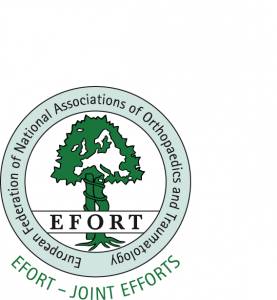 European Federation of National Associations of Orthopaedics and Traumatology
EFORT
EFORT – JOINT EFFORTS